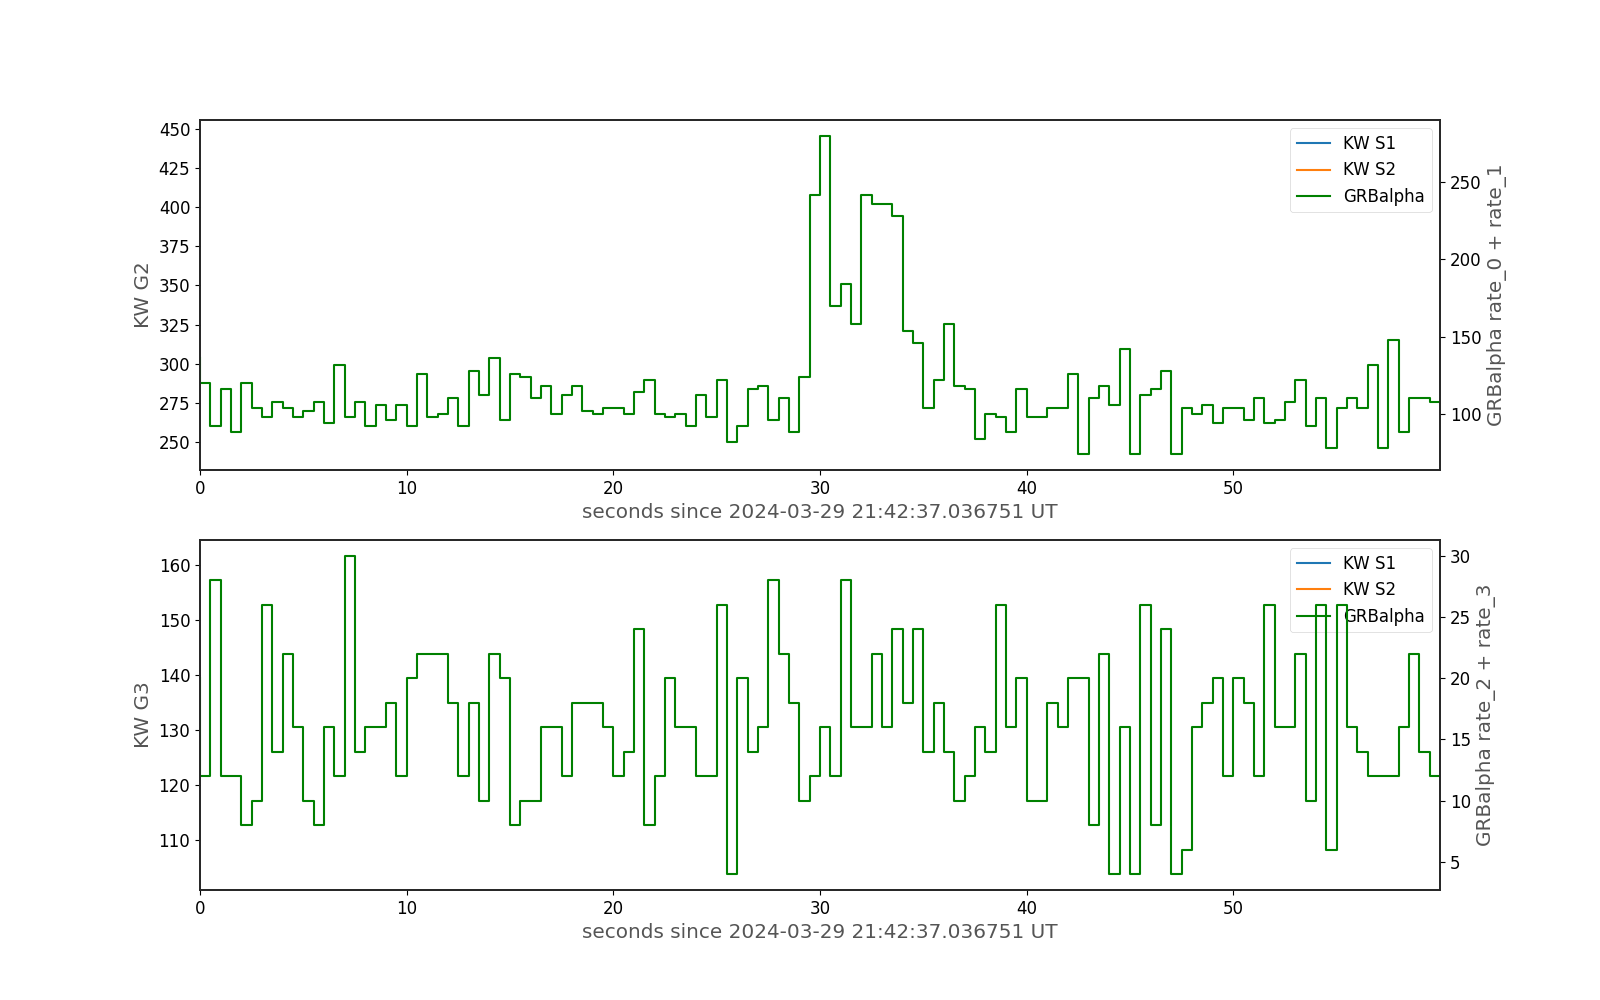 450
425
400
375
350
325
300
275
250
KW G2
KW S1
KW S2
GRBalpha
250
200
150
100
GRBalpha rate_0 + rate_1
0 10 20 30 40 50
seconds since 2024-03-29 21:42:37.036751 UT
160
150
140
130
120
110
KW G3
KW S1
KW S2
GRBalpha
30
25
20
15
10
5
GRBalpha rate_2 + rate_3
0 10 20 30 40 50
seconds since 2024-03-29 21:42:37.036751 UT